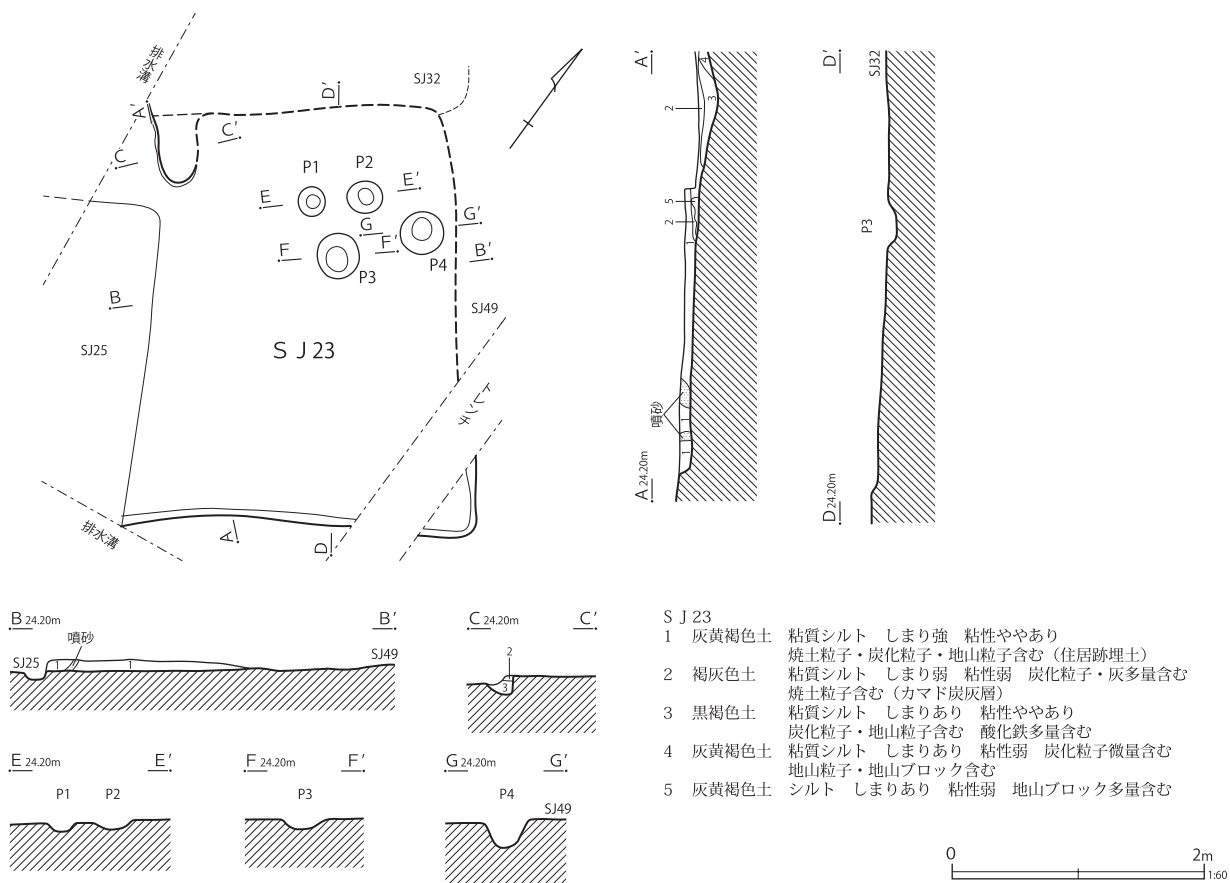 排水溝
A′
C
C′
D′
SJ32
P1
P2
E
E′
G
G′
F
F′
P3
P4
B′
B
SJ25
SJ49
ＳＪ23
トレンチ
排水溝
A
D
A′
4
3
2
5
2
1
噴砂
1
3
1
A 24.20m
D′
SJ32
P3
D 24.20m
B 24.20m
B′
噴砂
SJ25
1
1
SJ49
C 24.20m
C′
2
3
E 24.20m
E′
P1
P2
F 24.20m
F′
P3
G 24.20m
G′
P4
SJ49
ＳＪ23
1　灰黄褐色土　粘質シルト　しまり強　粘性ややあり
焼土粒子・炭化粒子・地山粒子含む（住居跡埋土）
2　褐灰色土　粘質シルト　しまり弱　粘性弱　炭化粒子・灰多量含む
焼土粒子含む（カマド炭灰層）
3　黒褐色土　粘質シルト　しまりあり　粘性ややあり
炭化粒子・地山粒子含む　酸化鉄多量含む
4　灰黄褐色土　粘質シルト　しまりあり　粘性弱　炭化粒子微量含む
地山粒子・地山ブロック含む
5　灰黄褐色土　シルト　しまりあり　粘性弱　地山ブロック多量含む
0
2m
1:60